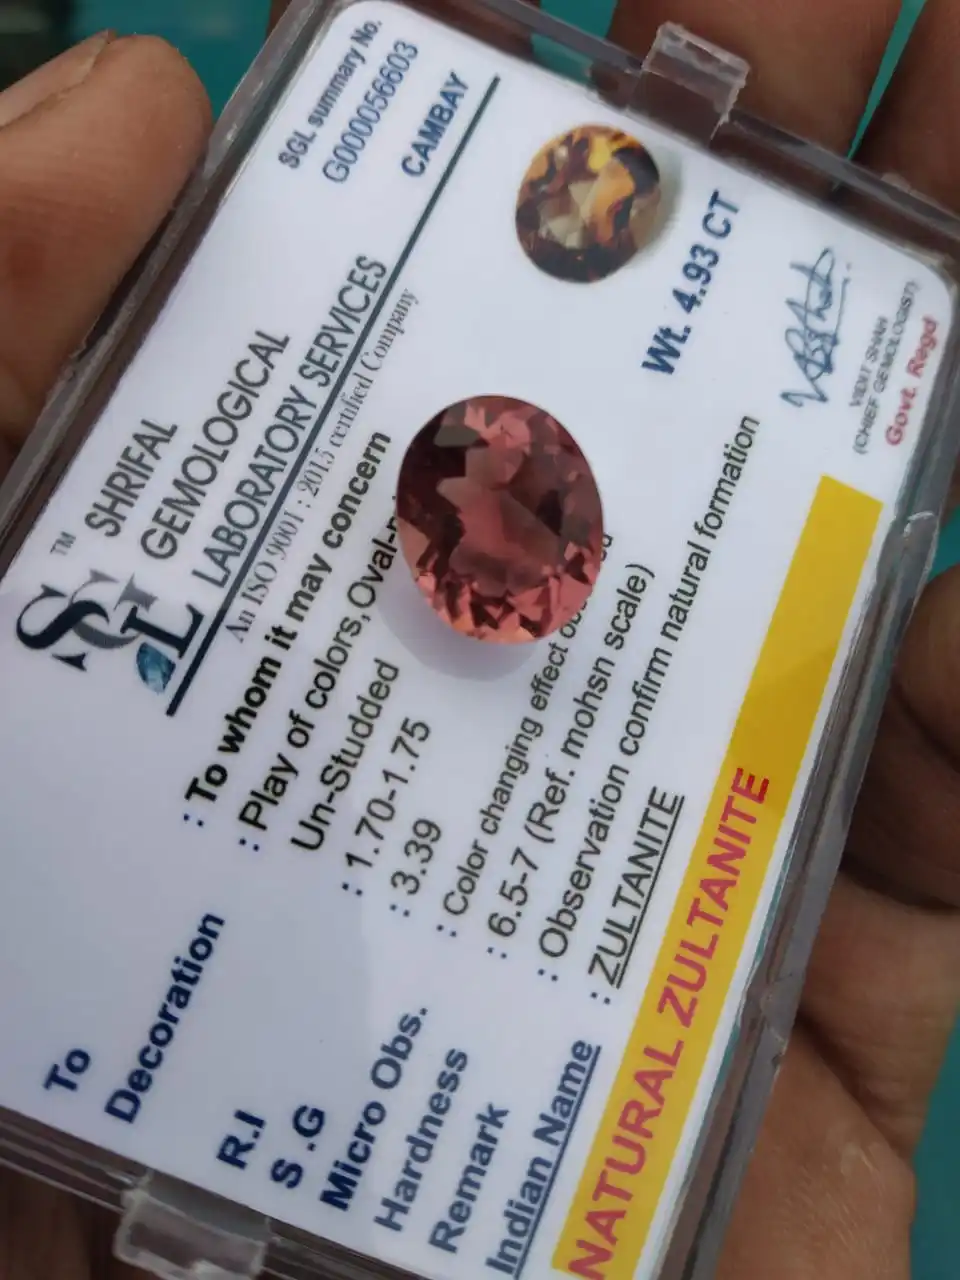 SGL summary No.
G000056603
CAMBAY
SGL
TM
SHRIFAL
GEMOLOGICAL
LABORATORY SERVICES
An ISO 9001 : 2015 certified Company
To : To whom it may concern
Decoration : Play of colors, Oval-
Un-Studded
R.I : 1.70-1.75
S .G : 3.39
Micro Obs. : Color changing effect
Hardness : 6.5-7 (Ref. mohsn scale)
Remark : Observation confirm natural formation
Indian Name : ZULTANITE
NATURAL ZULTANITE
Wt. 4.93 CT
VIDIT SHAH
(CHIEF GEMOLOGIST)
Govt. Regd